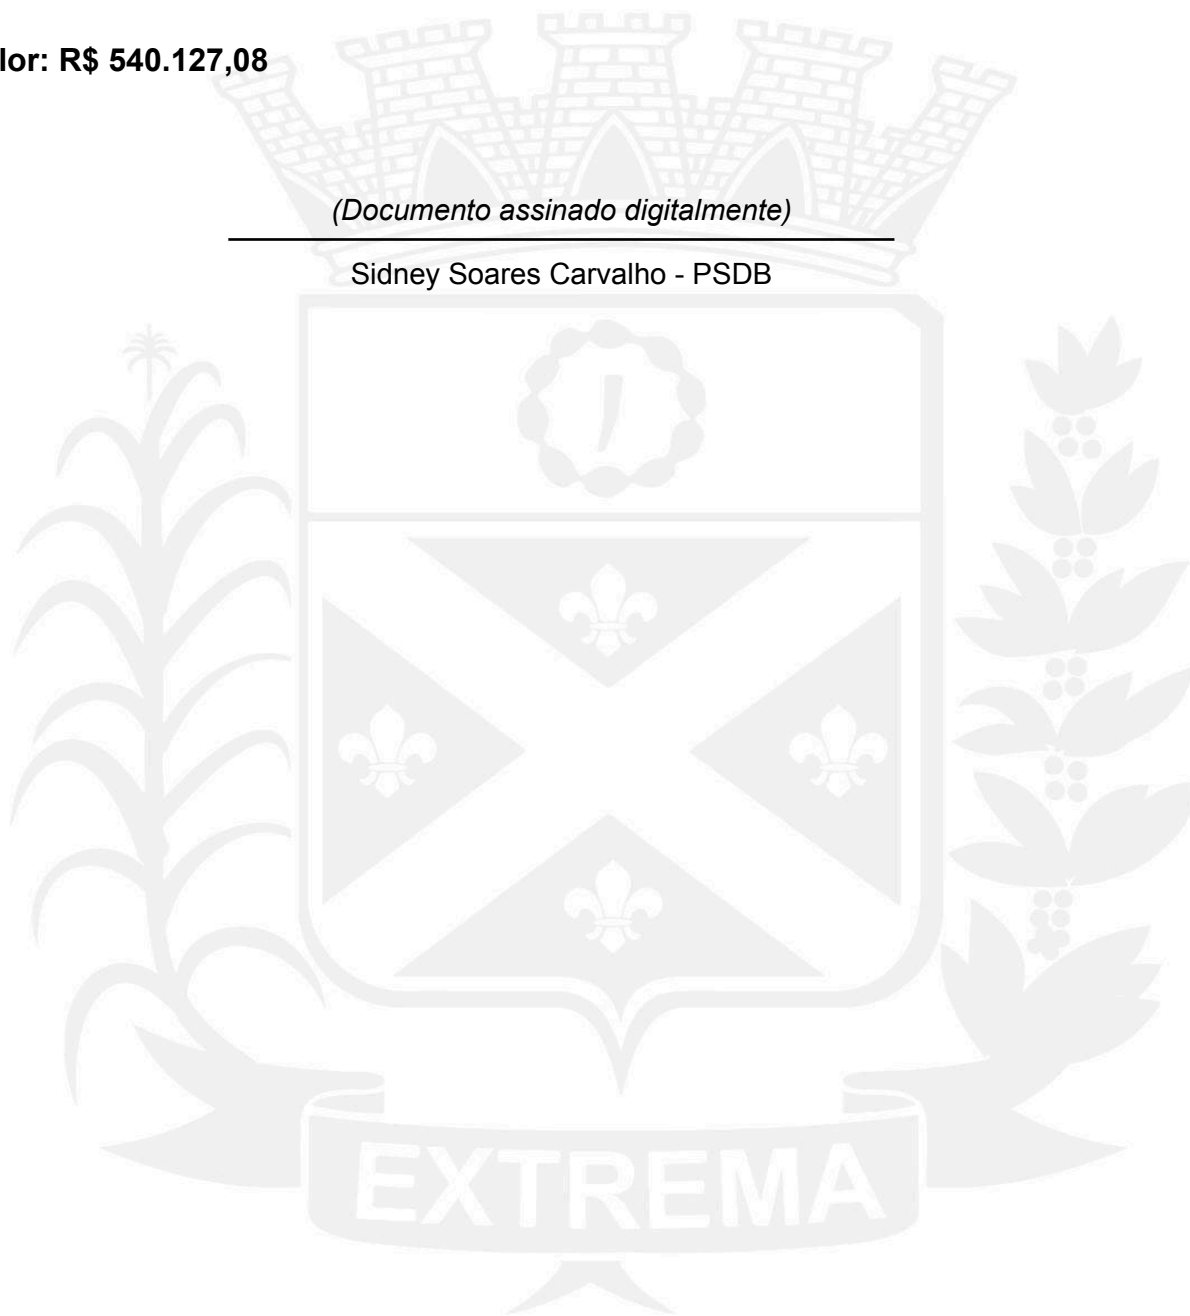 lor: R$ 540.127,08
(Documento assinado digitalmente)
Sidney Soares Carvalho - PSDB
EXTREMA